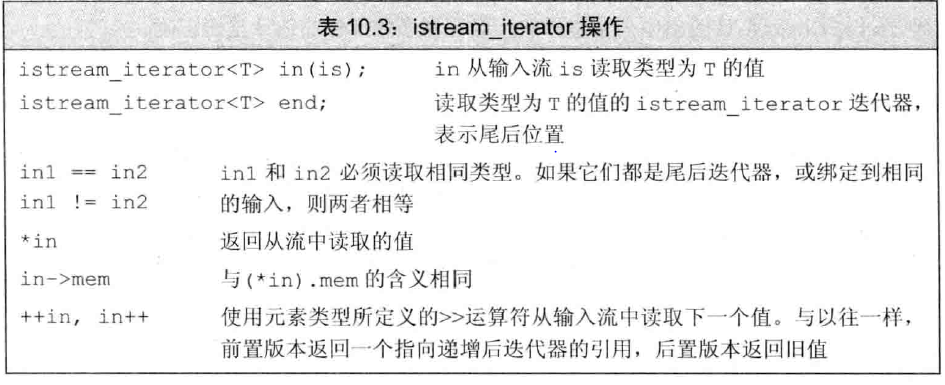 表 10.3: istream_iterator 操作
istream_iterator<T> in(is); in 从输入流 is 读取类型为 T 的值
istream_iterator<T> end; 读取类型为 T 的值的 istream_iterator 迭代器，
表示尾后位置
in1 == in2 in1 和 in2 必须读取相同类型。如果它们都是尾后迭代器，或绑定到相同
in1 != in2 的输入，则两者相等
*in 返回从流中读取的值
in->mem 与(*in).mem 的含义相同
++in, in++ 使用元素类型所定义的>>运算符从输入流中读取下一个值。与以往一样，
前置版本返回一个指向递增后迭代器的引用，后置版本返回旧值